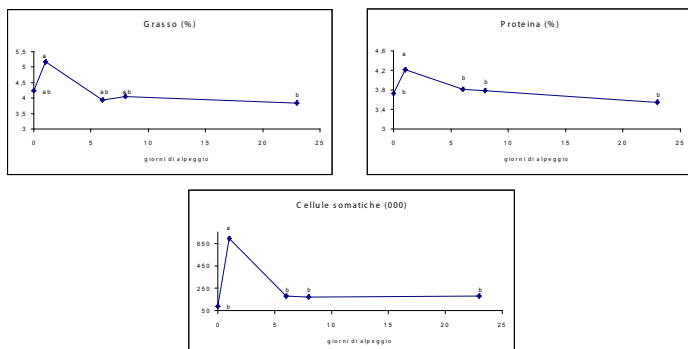 Grasso (%)
5,5
5
4,5
4
3,5
3
a
ab
ab
ab
b
0 5 10 15 20 25
giorni di alpeggio
Proteina (%)
4,6
4,2
3,8
3,4
3
a
b
b
b
b
0 5 10 15 20 25
giorni di alpeggio
Cellule somatiche (000)
650
450
250
50
a
b
b
b
b
0 5 10 15 20 25
giorni di alpeggio